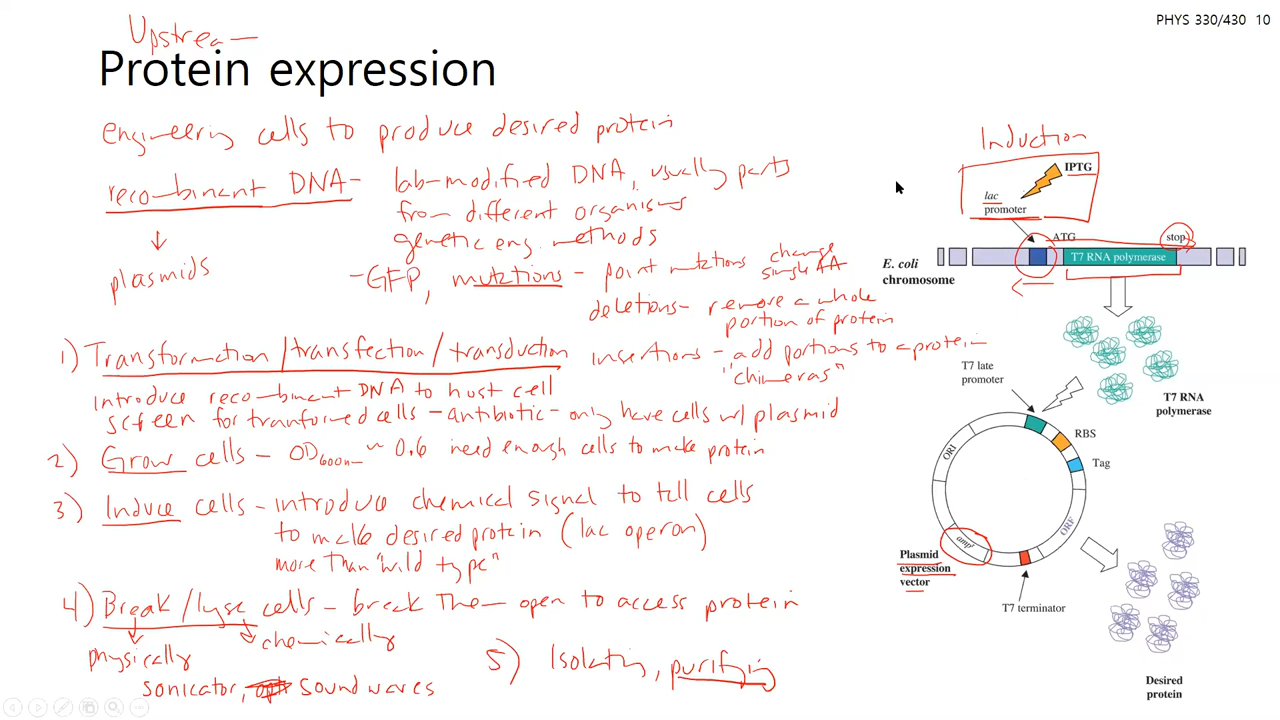 PHYS 330/430 10
Upstream
Protein expression
engineering cells to produce desired protein
recombinant DNA - lab-modified DNA, usually parts
from different organisms
genetic eng. methods
plasmids
- GFP, mutations - point mutations change
single AA
deletions - remove a whole
portion of protein
insertions - add portions to a protein
"chimeras"
1) Transformation / transfection / transduction
introduce recombinant DNA to host cell
screen for transformed cells - antibiotic - only have cells w/ plasmid
2) Grow cells - OD600nm ~ 0.6 need enough cells to make protein
3) Induce cells - introduce chemical signal to tell cells
to make desired protein (lac operon)
more than "wild type"
4) Break / lyse cells - break them open to access protein
physically
chemically
sonicator, sound waves
5) Isolating, purifying
Induction
IPTG
lac
promoter
ATG
stop
T7 RNA polymerase
E. coli
chromosome
T7 late
promoter
T7 RNA
polymerase
RBS
Tag
ORI
ORF
ampr
Plasmid
expression
vector
T7 terminator
Desired
protein